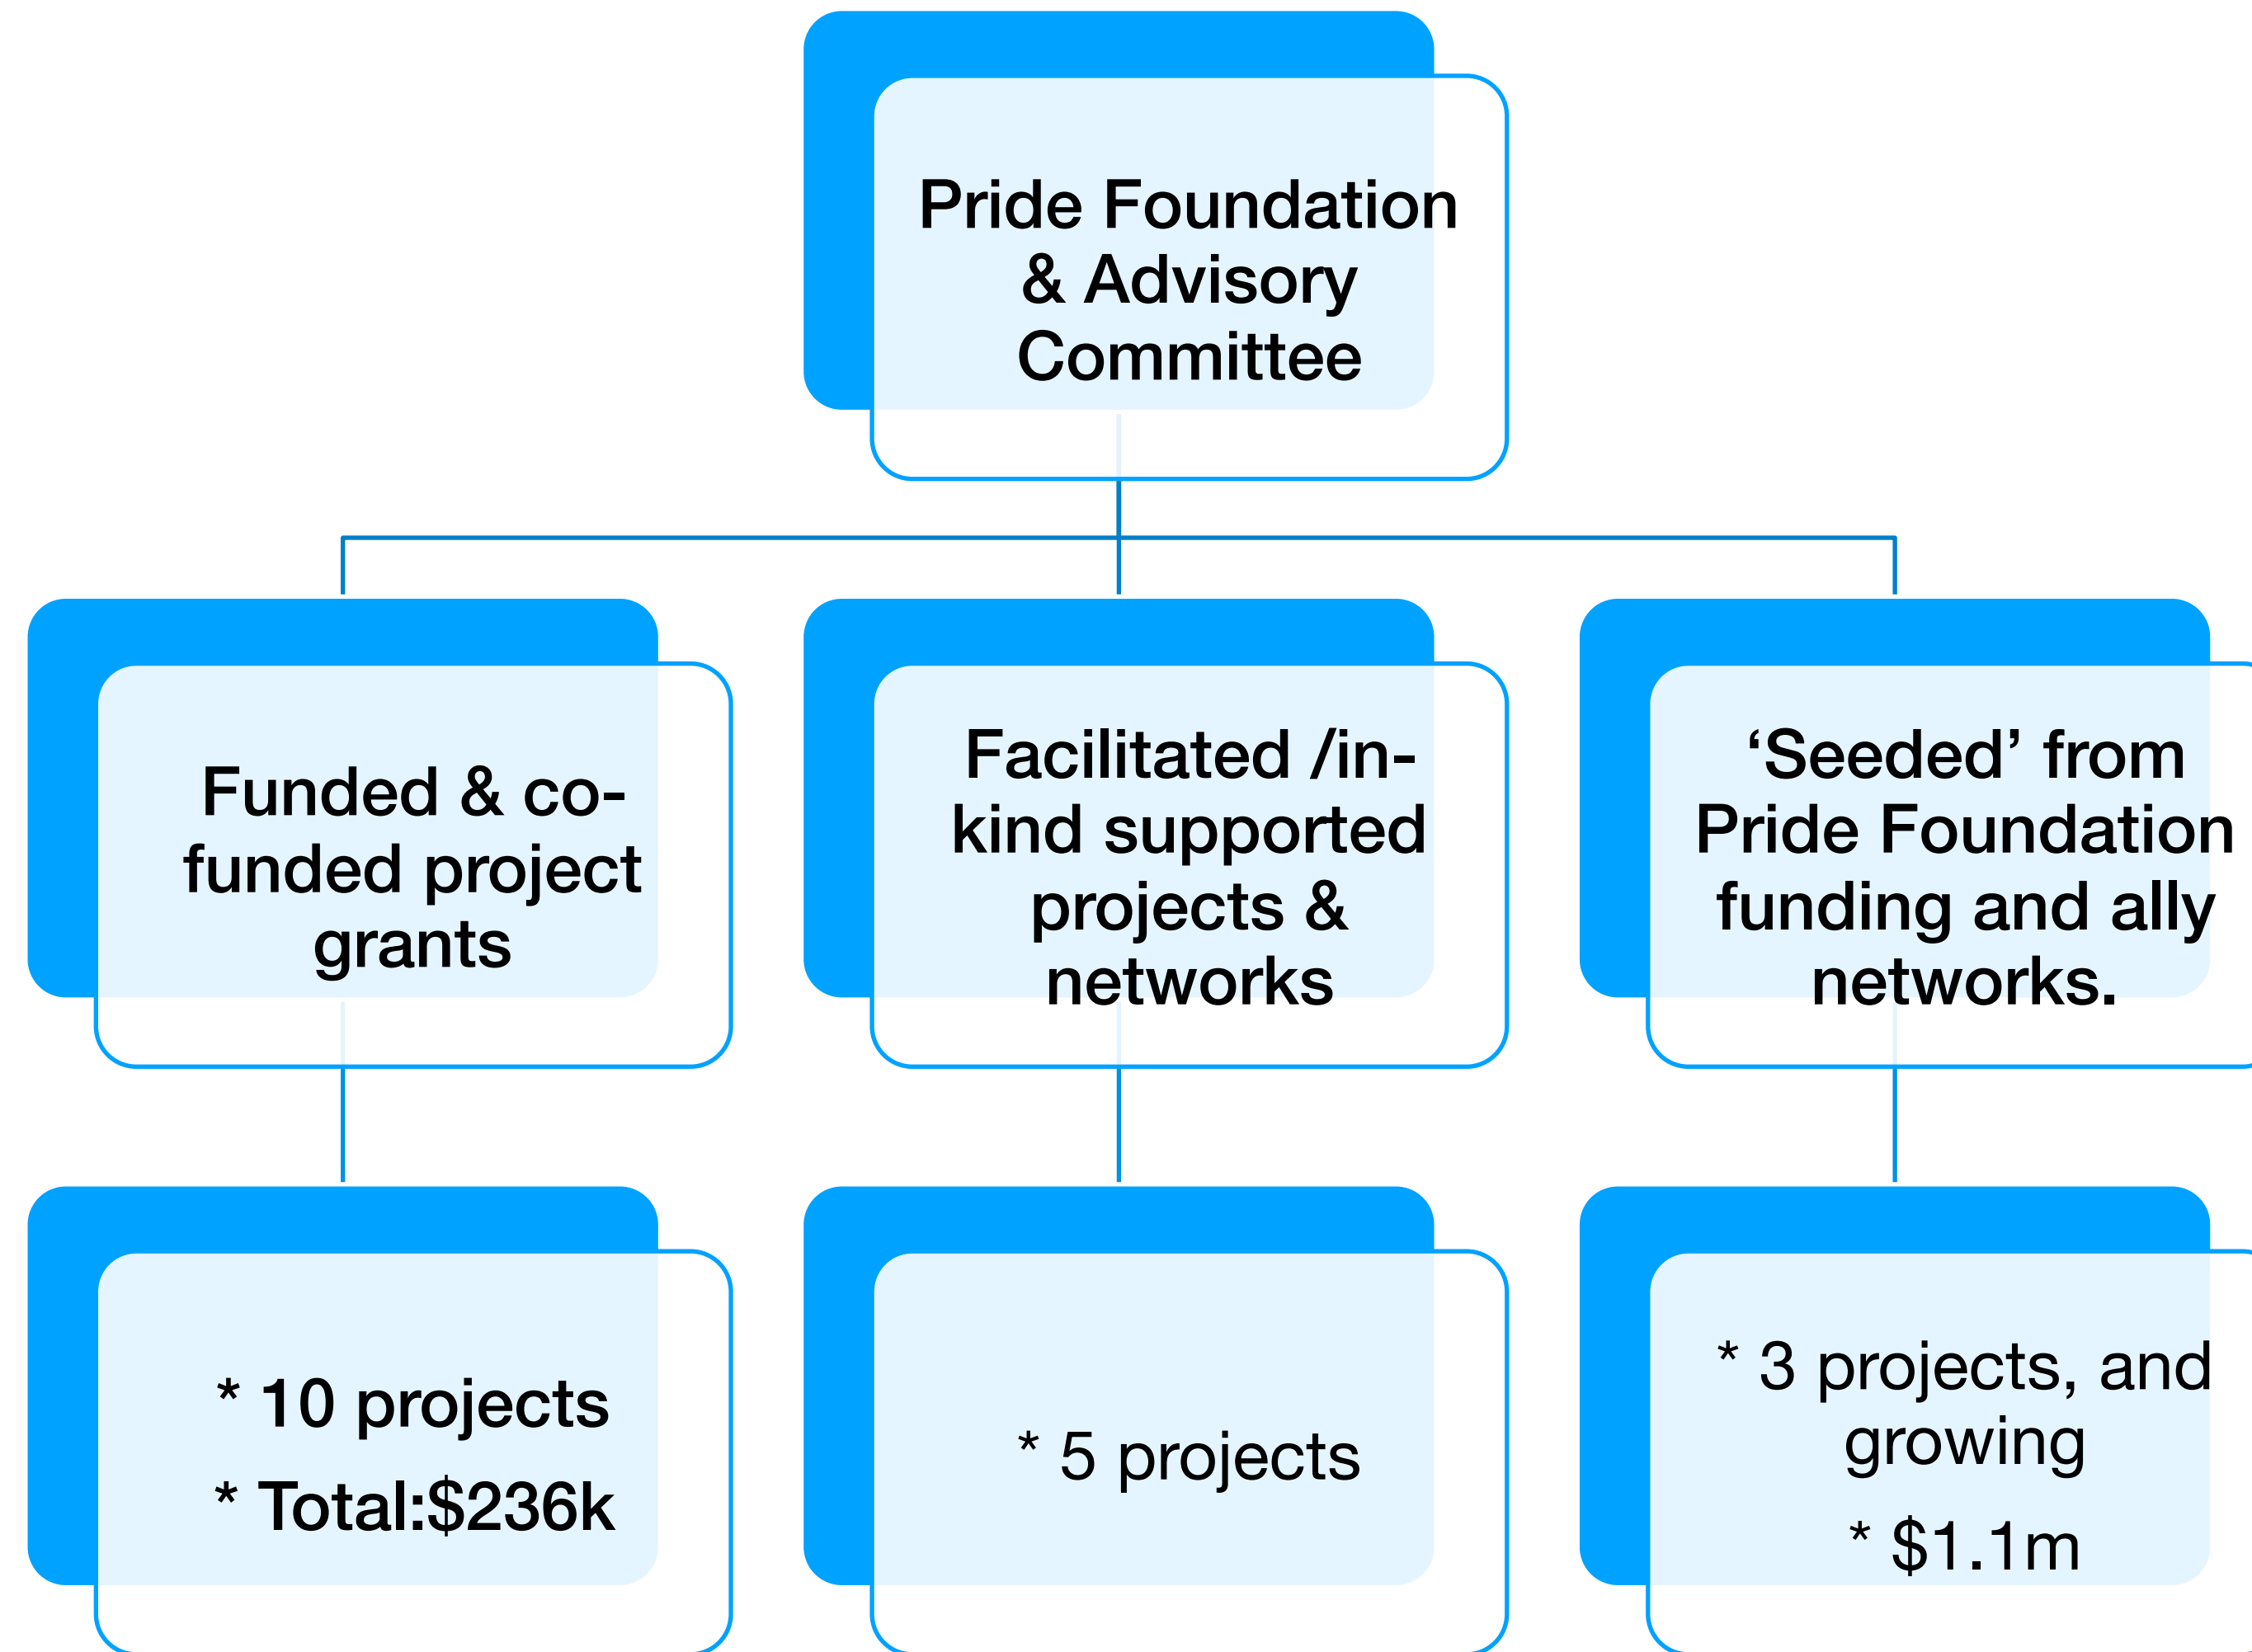 Pride Foundation
& Advisory
Committee
Funded & co-
funded project
grants
Facilitated /in-
kind supported
projects &
networks
‘Seeded’ from
Pride Foundation
funding and ally
networks.
* 10 projects
* Total:$236k
* 5 projects
* 3 projects, and
growing
* $1.1m